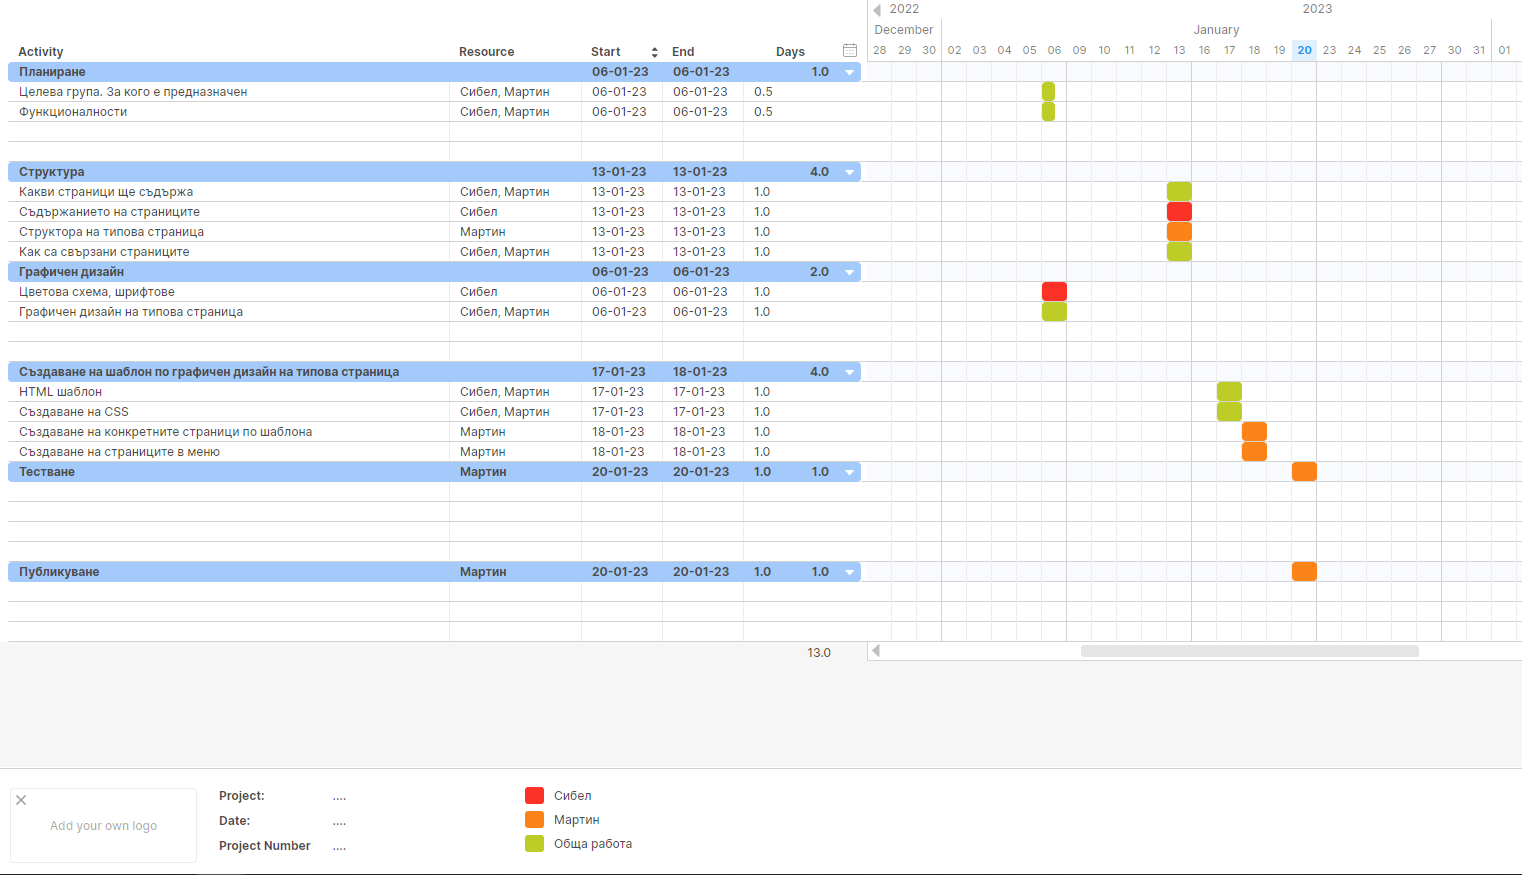 2022 2023
December January
Activity Resource Start End Days 28 29 30 02 03 04 05 06 09 10 11 12 13 16 17 18 19 20 23 24 25 26 27 30 31 01
Планиране 06-01-23 06-01-23 1.0
Целева група. За кого е предназначен Сибел, Мартин 06-01-23 06-01-23 0.5
Функционалности Сибел, Мартин 06-01-23 06-01-23 0.5
Структура 13-01-23 13-01-23 4.0
Какви страници ще съдържа Сибел, Мартин 13-01-23 13-01-23 1.0
Съдържанието на страниците Сибел 13-01-23 13-01-23 1.0
Структора на типова страница Мартин 13-01-23 13-01-23 1.0
Как са свързани страниците Сибел, Мартин 13-01-23 13-01-23 1.0
Графичен дизайн 06-01-23 06-01-23 2.0
Цветова схема, шрифтове Сибел 06-01-23 06-01-23 1.0
Графичен дизайн на типова страница Сибел, Мартин 06-01-23 06-01-23 1.0
Създаване на шаблон по графичен дизайн на типова страница 17-01-23 18-01-23 4.0
HTML шаблон Сибел, Мартин 17-01-23 17-01-23 1.0
Създаване на CSS Сибел, Мартин 17-01-23 17-01-23 1.0
Създаване на конкретните страници по шаблона Мартин 18-01-23 18-01-23 1.0
Създаване на страниците в меню Мартин 18-01-23 18-01-23 1.0
Тестване Мартин 20-01-23 20-01-23 1.0 1.0
Публикуване Мартин 20-01-23 20-01-23 1.0 1.0
13.0
Add your own logo
Project: ....
Date: ....
Project Number ....
Сибел
Мартин
Обща работа